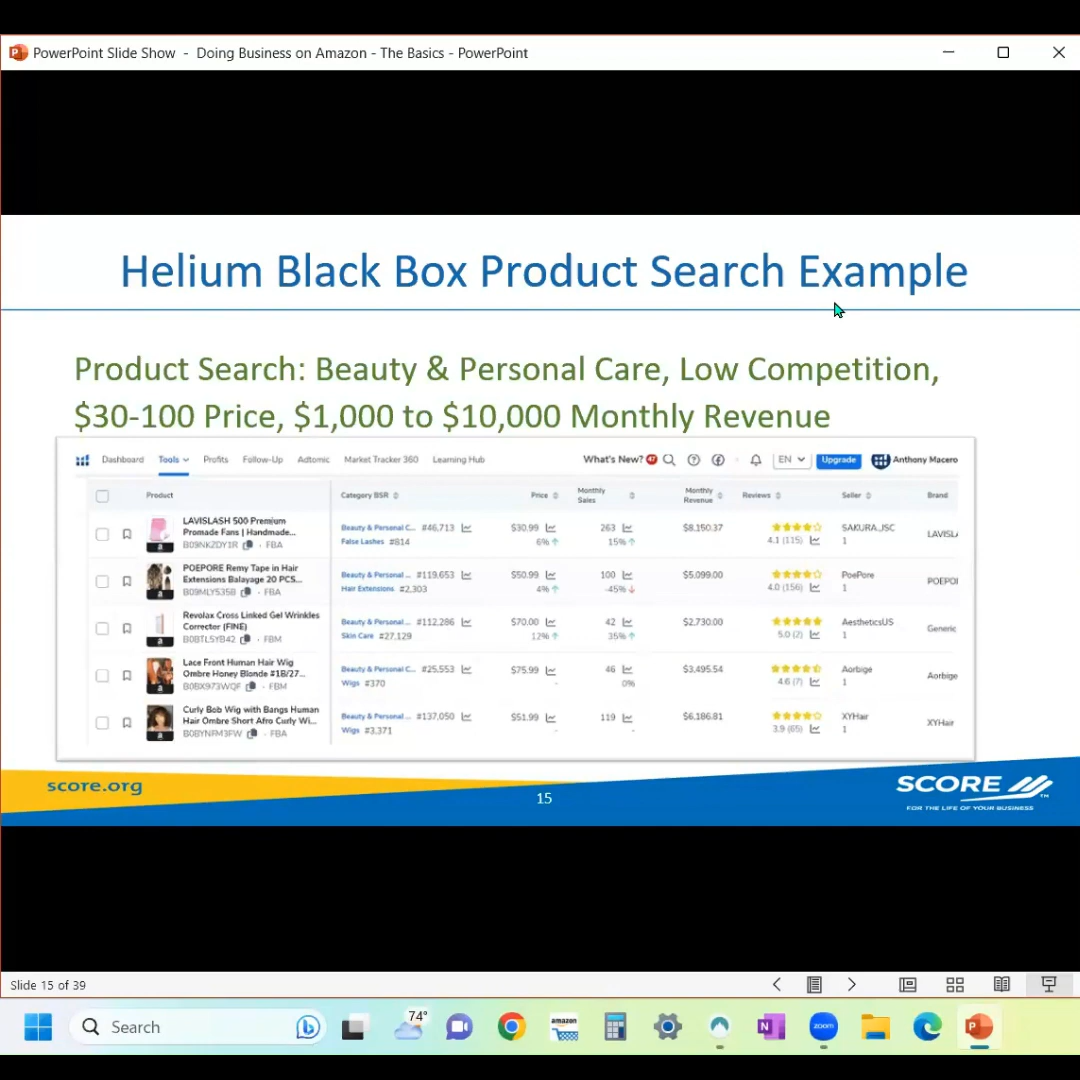 PowerPoint Slide Show - Doing Business on Amazon - The Basics - PowerPoint
Helium Black Box Product Search Example
Product Search: Beauty & Personal Care, Low Competition,
$30-100 Price, $1,000 to $10,000 Monthly Revenue
Dashboard Tools Profits Follow-Up Adtomic Market Tracker 360 Learning Hub What's New? 47 EN Upgrade Anthony Macero
Product Category BSR Price Monthly Sales Monthly Revenue Reviews Seller Brand
LAVISLASH 500 Premium
Promade Fans | Handmade...
B09NKZDY1R · FBA
Beauty & Personal C... #46,713
False Lashes #814
$30.99
6%
263
15%
$8,150.37
4.1 (115)
SAKURA_JSC
1
LAVISL
POEPORE Remy Tape in Hair
Extensions Balayage 20 PCS...
B09MLY535B · FBA
Beauty & Personal ... #119,653
Hair Extensions #2,303
$50.99
4%
100
-45%
$5,099.00
4.0 (156)
PoePore
1
POEPOI
Revolax Cross Linked Gel Wrinkles
Corrector (FINE)
B0BTL5YB42 · FBM
Beauty & Personal ... #112,286
Skin Care #27,129
$70.00
12%
42
35%
$2,730.00
5.0 (2)
AestheticsUS
1
Generic
Lace Front Human Hair Wig
Ombre Honey Blonde #1B/27...
B0BX973WQF · FBM
Beauty & Personal C... #25,553
Wigs #370
$75.99
-
46
0%
$3,495.54
4.6 (7)
Aorbige
1
Aorbige
Curly Bob Wig with Bangs Human
Hair Ombre Short Afro Curly Wi...
B0BYNFM3FW · FBA
Beauty & Personal ... #137,050
Wigs #3,371
$51.99
-
119
-
$6,186.81
3.9 (65)
XYHair
1
XYHair
score.org
15
SCORE
FOR THE LIFE OF YOUR BUSINESS
Slide 15 of 39
Search
74°
amazon
zoom